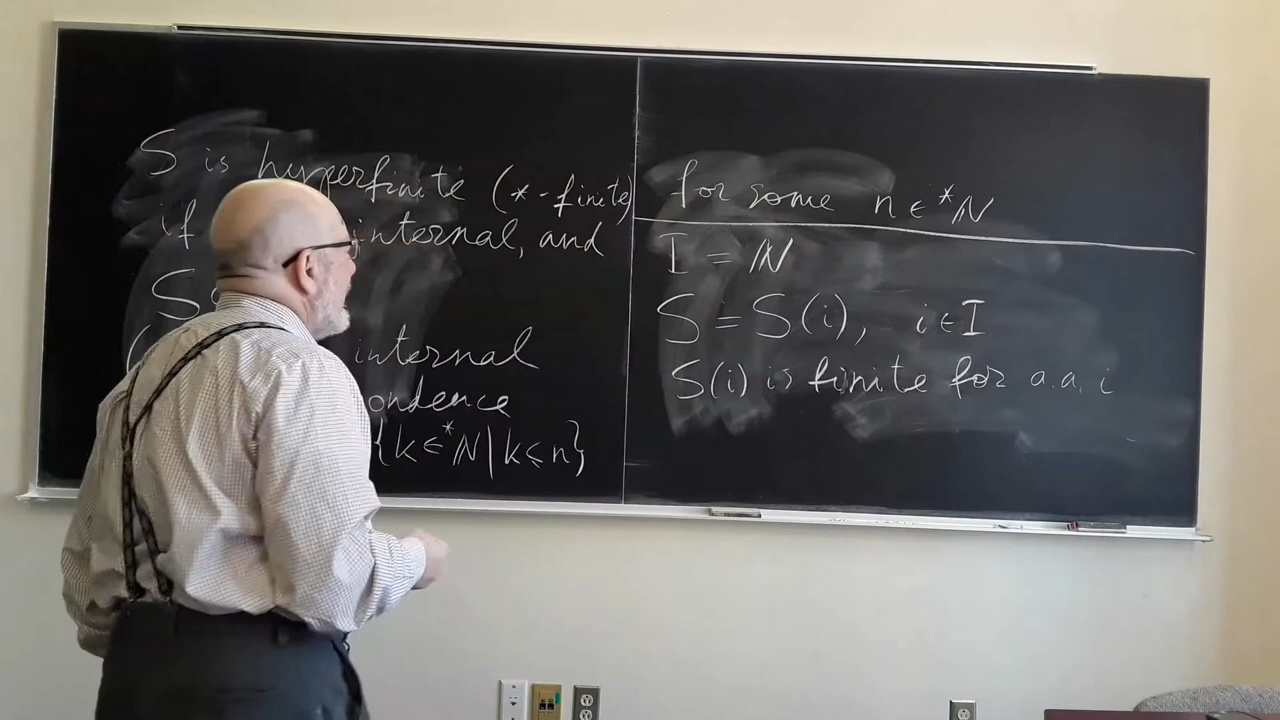 S is hyperfinite (*-finite)
if internal, and
S
( internal
ondence
{k ∈ *ℕ | k ≤ n}
for some n ∈ *ℕ
I = ℕ
S = S(i), i ∈ I
S(i) is finite for a.a. i